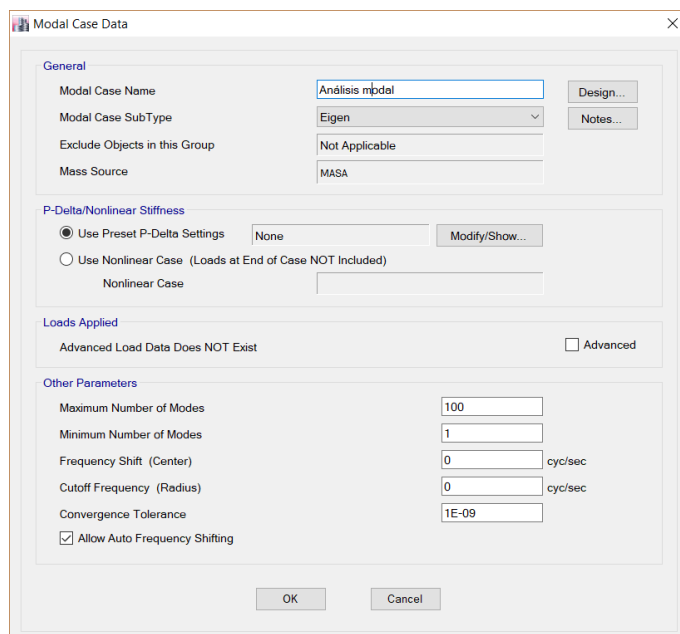 Modal Case Data
General
Modal Case Name Análisis modal Design...
Modal Case SubType Eigen Notes...
Exclude Objects in this Group Not Applicable
Mass Source MASA
P-Delta/Nonlinear Stiffness
Use Preset P-Delta Settings None Modify/Show...
Use Nonlinear Case (Loads at End of Case NOT Included)
Nonlinear Case
Loads Applied
Advanced Load Data Does NOT Exist Advanced
Other Parameters
Maximum Number of Modes 100
Minimum Number of Modes 1
Frequency Shift (Center) 0 cyc/sec
Cutoff Frequency (Radius) 0 cyc/sec
Convergence Tolerance 1E-09
Allow Auto Frequency Shifting
OK Cancel